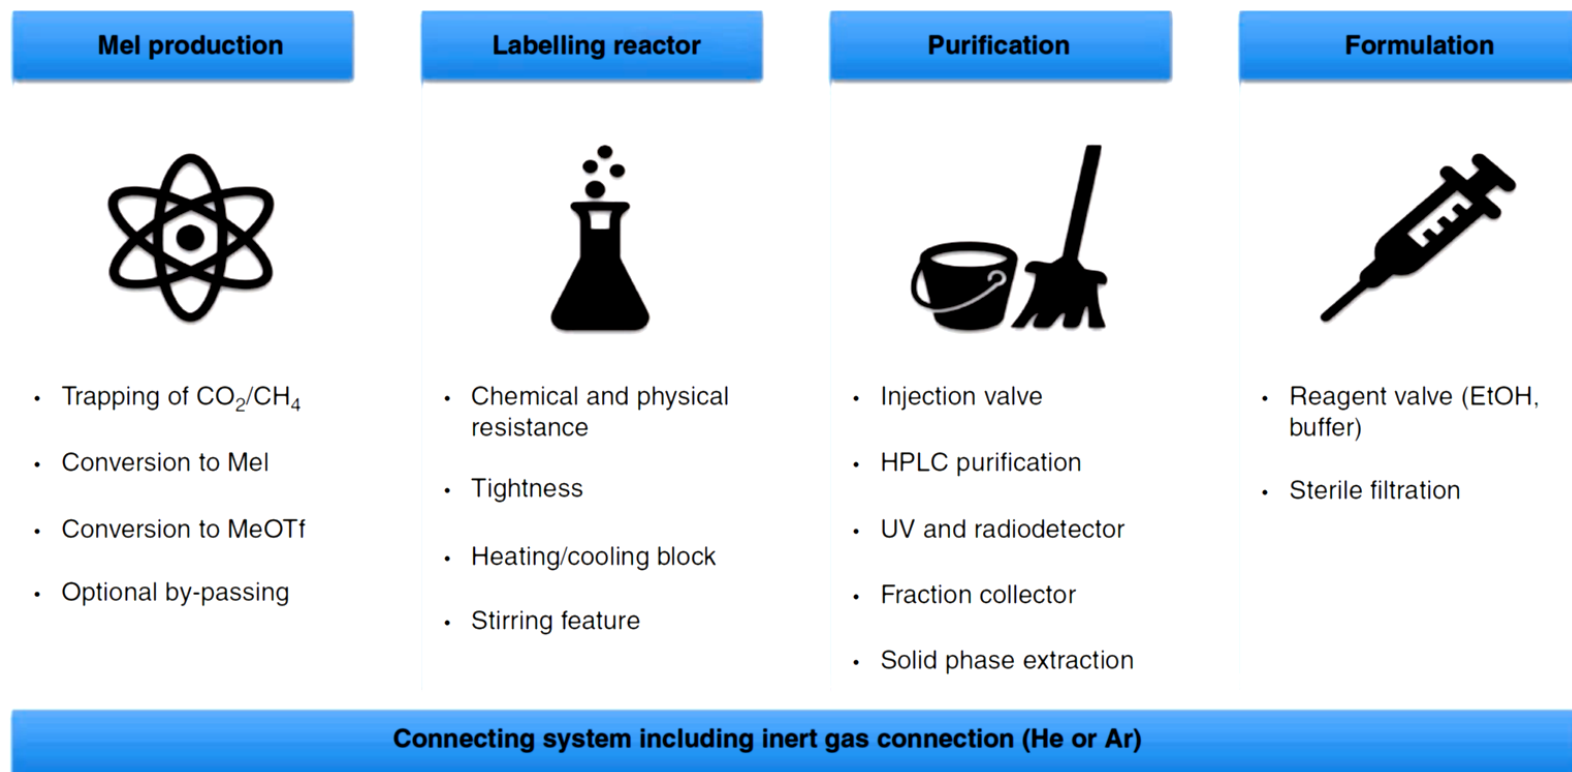 MeI production
Labelling reactor
Purification
Formulation
• Trapping of CO₂/CH₄
• Conversion to MeI
• Conversion to MeOTf
• Optional by-passing
• Chemical and physical
resistance
• Tightness
• Heating/cooling block
• Stirring feature
• Injection valve
• HPLC purification
• UV and radiodetector
• Fraction collector
• Solid phase extraction
• Reagent valve (EtOH,
buffer)
• Sterile filtration
Connecting system including inert gas connection (He or Ar)